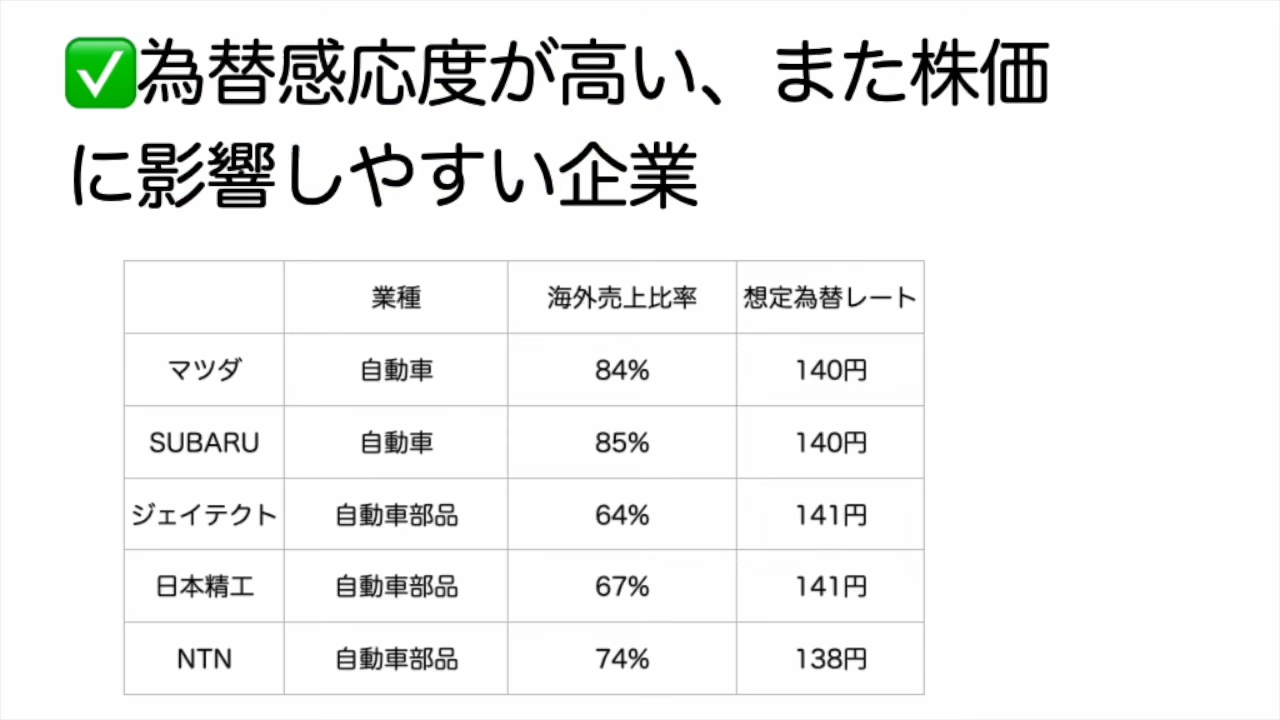 ✅為替感応度が高い、また株価
に影響しやすい企業
業種 海外売上比率 想定為替レート
マツダ 自動車 84% 140円
SUBARU 自動車 85% 140円
ジェイテクト 自動車部品 64% 141円
日本精工 自動車部品 67% 141円
NTN 自動車部品 74% 138円